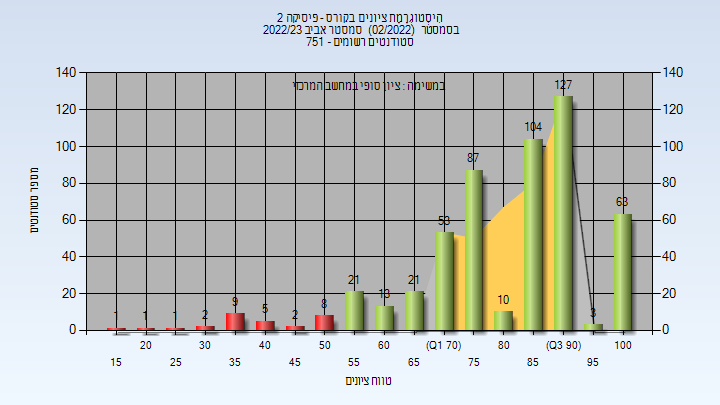 היסטוגרמת ציונים בקורס - פיסיקה 2
בסמסטר (02/2022) סמסטר אביב 2022/23
סטודנטים רשומים - 751
במשימה : ציון סופי במחשב המרכזי
מספר סטודנטים
140 140
120 120
100 100
80 80
60 60
40 40
20 20
0 0
1 1 1 2 9 5 2 8 21 13 21 53 87 10 104 127 3 63
20 30 40 50 60 (Q1 70) 80 (Q3 90) 100
15 25 35 45 55 65 75 85 95
טווח ציונים